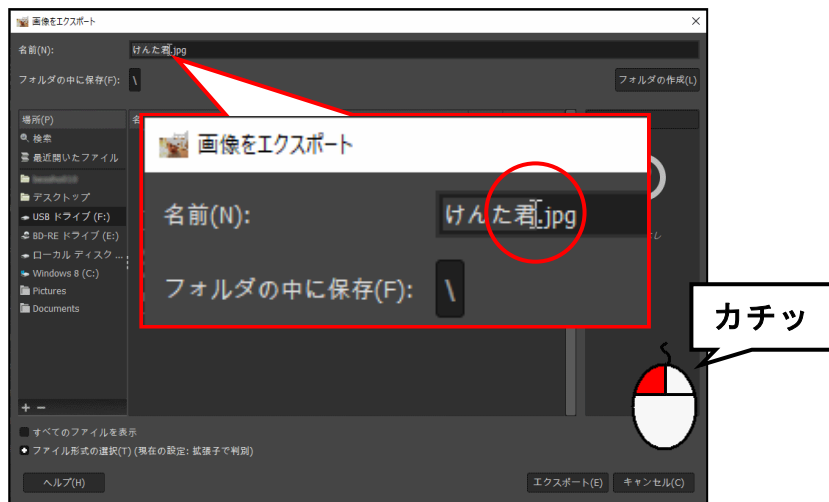 画像をエクスポート
名前(N):
けんた君.jpg
フォルダの中に保存(F):
\
フォルダの作成(L)
場所(P)
検索
最近開いたファイル
デスクトップ
USB ドライブ (F:)
BD-RE ドライブ (E:)
ローカル ディスク ...
Windows 8 (C:)
Pictures
Documents
画像をエクスポート
名前(N):
けんた君.jpg
フォルダの中に保存(F):
\
カチッ
すべてのファイルを表示
ファイル形式の選択(T) (現在の設定: 拡張子で判別)
ヘルプ(H)
エクスポート(E)
キャンセル(C)